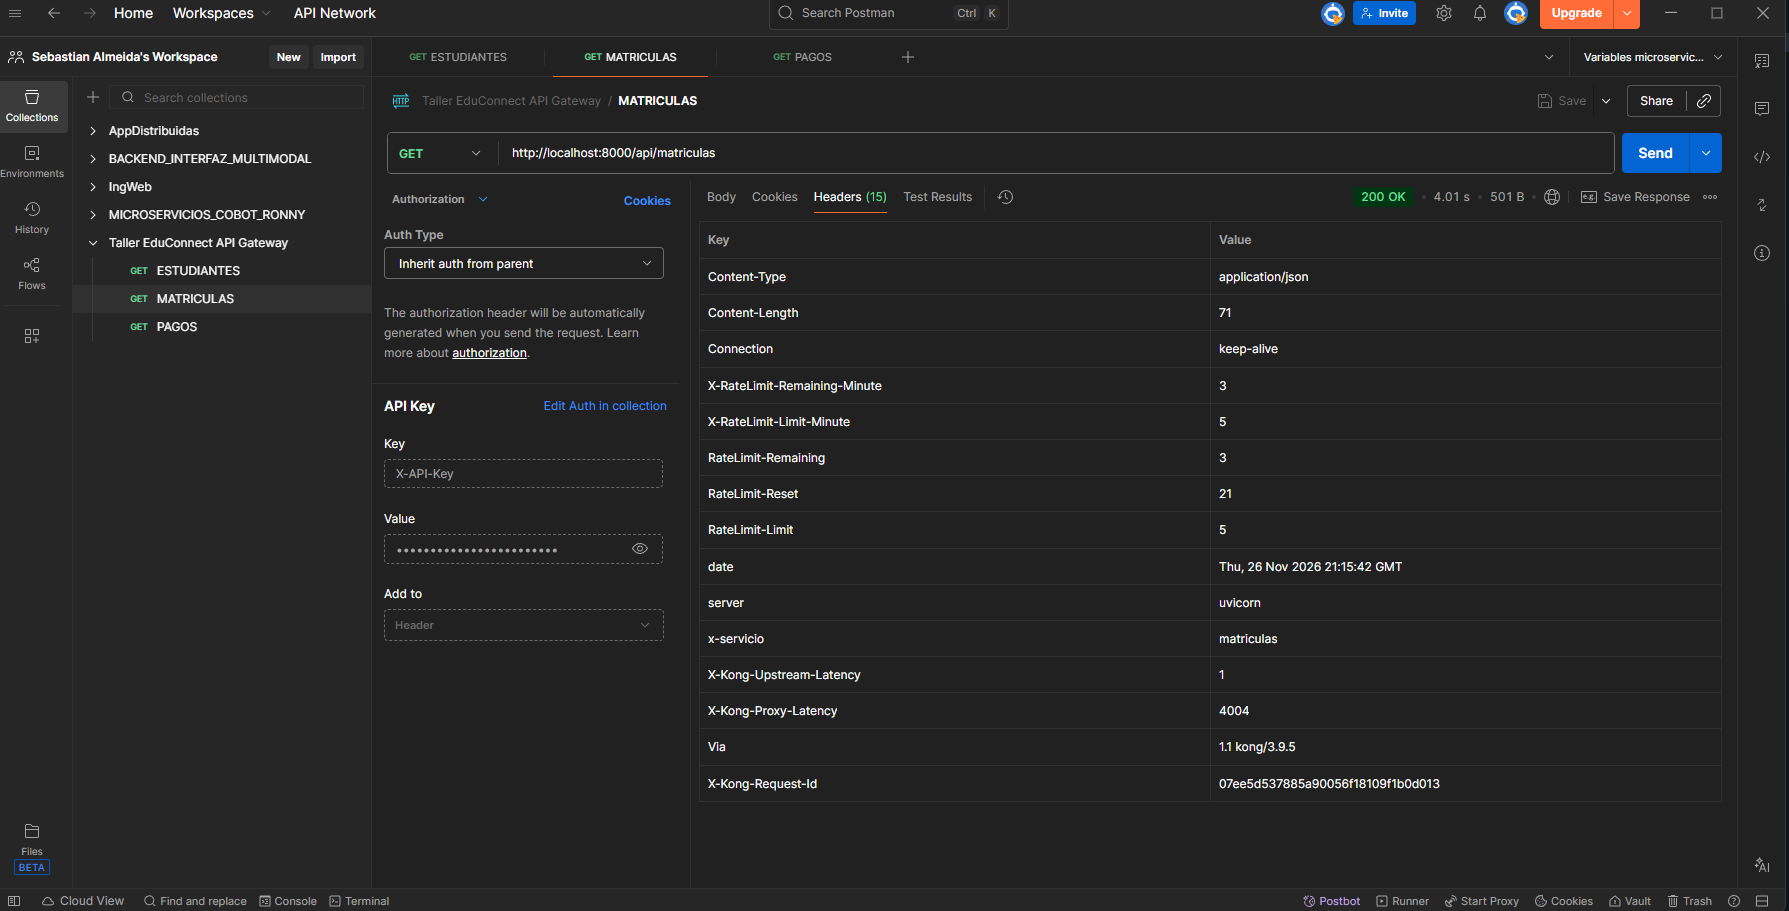 Home Workspaces API Network Search Postman Ctrl K Invite Upgrade
Sebastian Almeida's Workspace New Import
GET ESTUDIANTES GET MATRICULAS GET PAGOS Variables microservic...
Collections
Environments
History
Flows
Files
BETA
Search collections
AppDistribuidas
BACKEND_INTERFAZ_MULTIMODAL
IngWeb
MICROSERVICIOS_COBOT_RONNY
Taller EduConnect API Gateway
GET ESTUDIANTES
GET MATRICULAS
GET PAGOS
HTTP Taller EduConnect API Gateway / MATRICULAS Save Share
GET http://localhost:8000/api/matriculas Send
Authorization Cookies
Auth Type
Inherit auth from parent
The authorization header will be automatically
generated when you send the request. Learn
more about authorization.
API Key Edit Auth in collection
Key
X-API-Key
Value
••••••••••••••••••••••••
Add to
Header
Body Cookies Headers (15) Test Results 200 OK • 4.01 s • 501 B • e.g. Save Response
Key Value
Content-Type application/json
Content-Length 71
Connection keep-alive
X-RateLimit-Remaining-Minute 3
X-RateLimit-Limit-Minute 5
RateLimit-Remaining 3
RateLimit-Reset 21
RateLimit-Limit 5
date Thu, 26 Nov 2026 21:15:42 GMT
server uvicorn
x-servicio matriculas
X-Kong-Upstream-Latency 1
X-Kong-Proxy-Latency 4004
Via 1.1 kong/3.9.5
X-Kong-Request-Id 07ee5d537885a90056f18109f1b0d013
AI
Cloud View Find and replace Console Terminal Postbot Runner Start Proxy Cookies Vault Trash